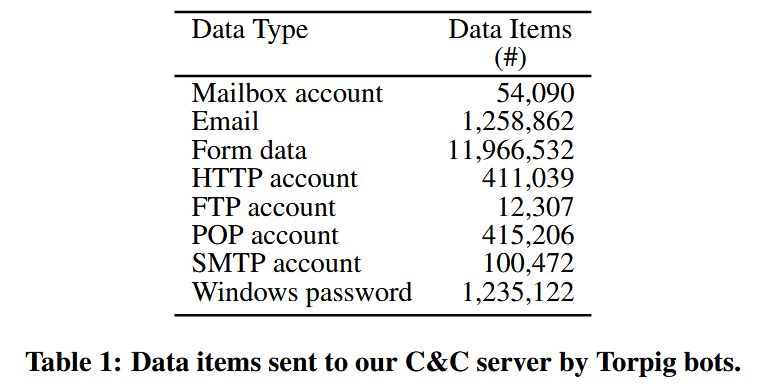 Data Type Data Items
(#)
Mailbox account 54,090
Email 1,258,862
Form data 11,966,532
HTTP account 411,039
FTP account 12,307
POP account 415,206
SMTP account 100,472
Windows password 1,235,122
Table 1: Data items sent to our C&C server by Torpig bots.